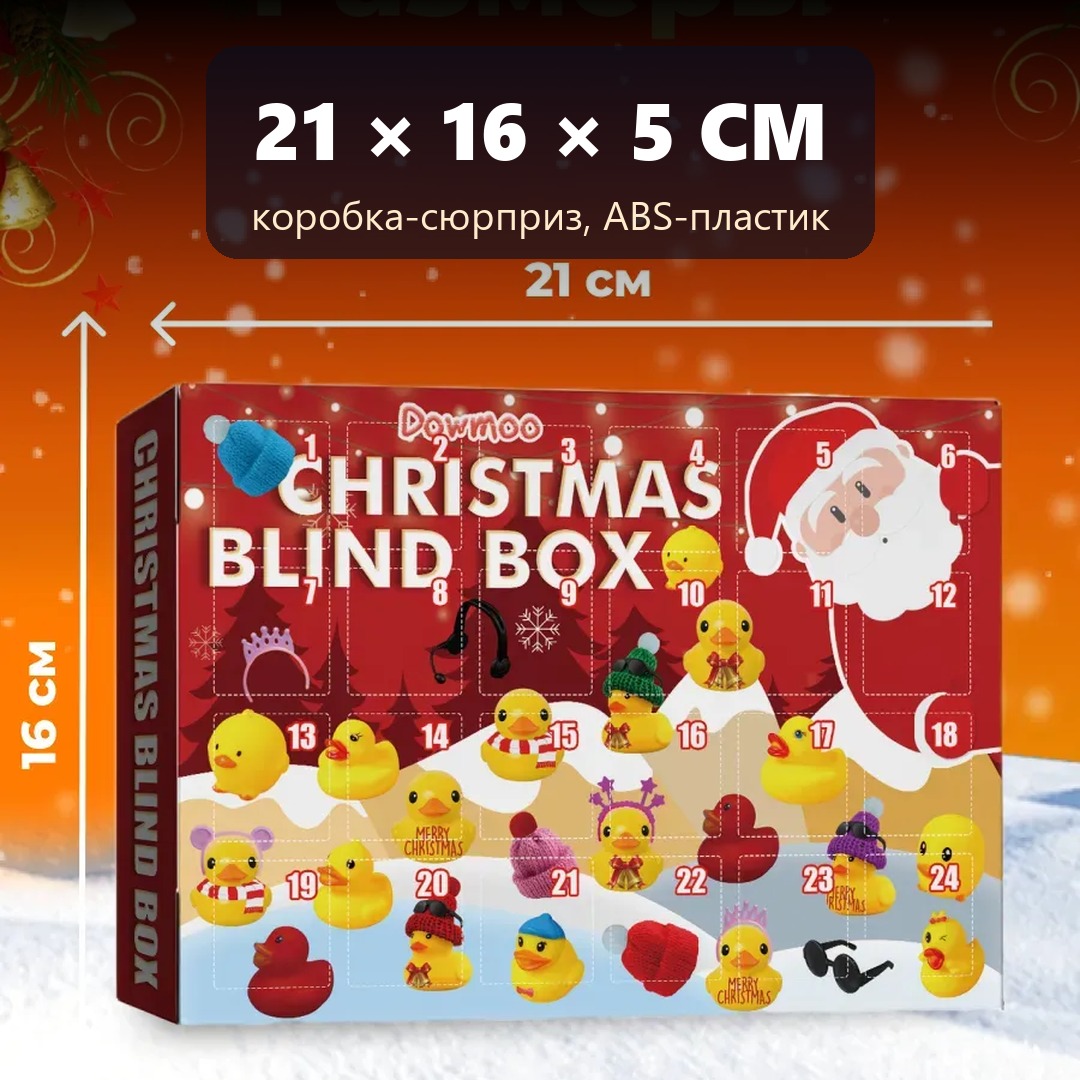 Размеры
21 × 16 × 5 СМ
коробка-сюрприз, ABS-пластик
21 см
16 см
CHRISTMAS BLIND BOX
Dowmoo
CHRISTMAS
BLIND BOX
1 2 3 4 5 6
7 8 9 10 11 12
13 14 15 16 17 18
MERRY
CHRISTMAS
19 20 21 22 23 24
MERRY
CHRISTMAS